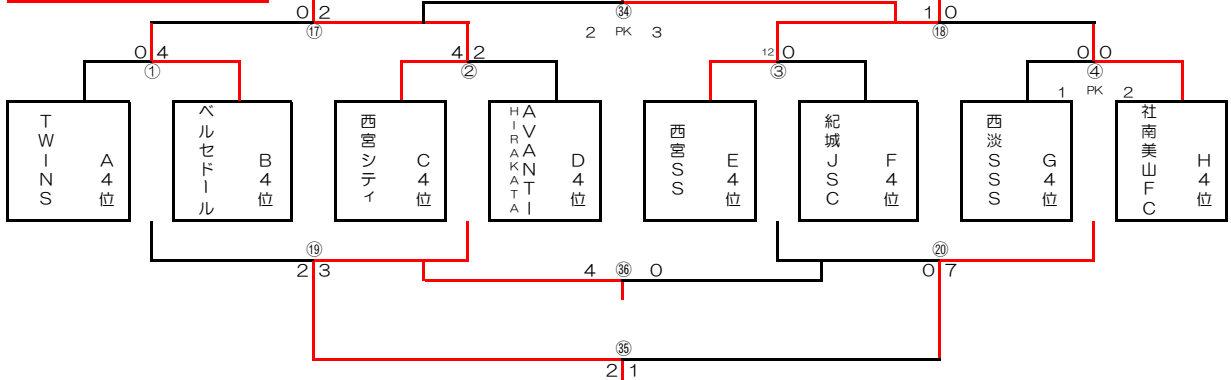 0 2
⑰
㉞
2 PK 3
1 0
⑱
0 4
①
4 2
②
12 0
③
0 0
④
1 PK 2
TWINS
A4位
ベルセドール
B4位
西宮シティ
C4位
AVANTI
HIRAKATA
D4位
西宮SS
E4位
紀城JSC
F4位
西淡SSS
G4位
社南美山FC
H4位
⑲
2 3
4 ㊱ 0
⑳
0 7
㉟
2 1